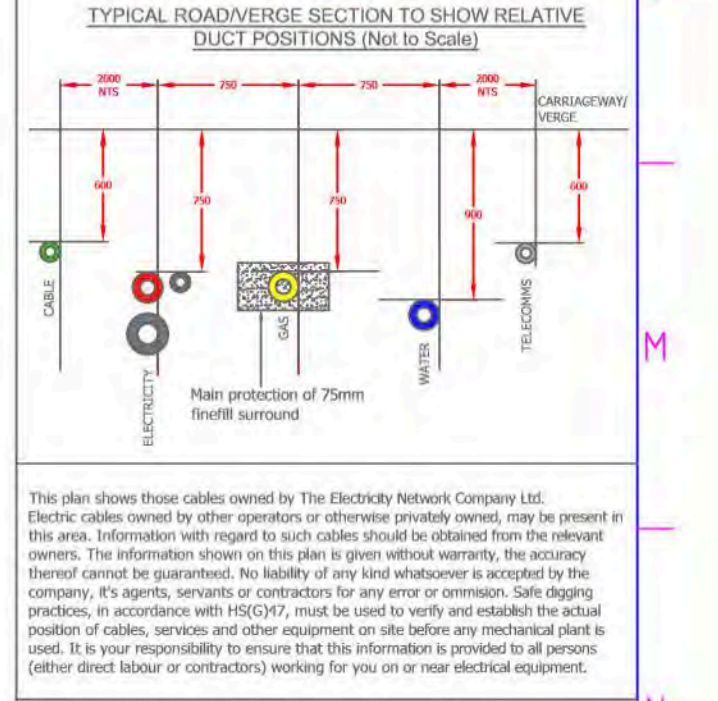 TYPICAL ROAD/VERGE SECTION TO SHOW RELATIVE
DUCT POSITIONS (Not to Scale)
2000
NTS
750
750
2000
NTS
CARRIAGEWAY/
VERGE
600
750
750
900
600
CABLE
ELECTRICITY
GAS
WATER
TELECOMMS
M
Main protection of 75mm
finefill surround
This plan shows those cables owned by The Electricity Network Company Ltd.
Electric cables owned by other operators or otherwise privately owned, may be present in
this area. Information with regard to such cables should be obtained from the relevant
owners. The information shown on this plan is given without warranty, the accuracy
thereof cannot be guaranteed. No liability of any kind whatsoever is accepted by the
company, it's agents, servants or contractors for any error or ommision. Safe digging
practices, in accordance with HS(G)47, must be used to verify and establish the actual
position of cables, services and other equipment on site before any mechanical plant is
used. It is your responsibility to ensure that this information is provided to all persons
(either direct labour or contractors) working for you on or near electrical equipment.